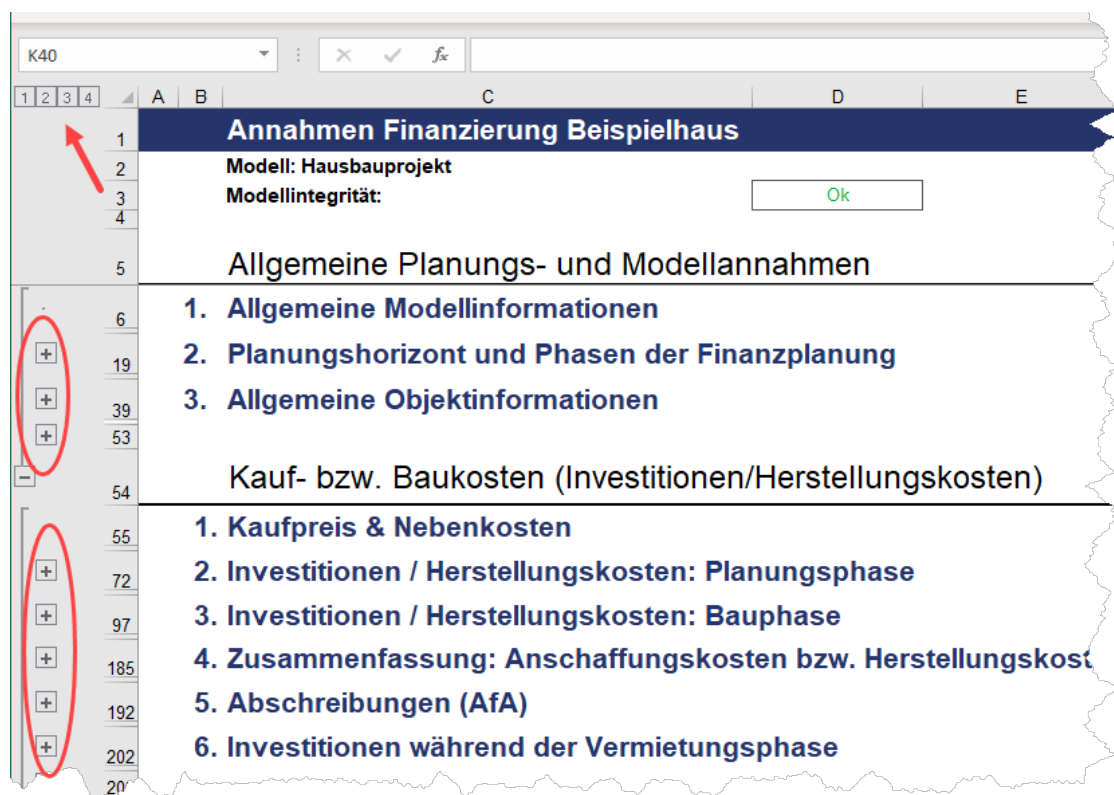 K40
fx
1 2 3 4 A B C D E
1 Annahmen Finanzierung Beispielhaus
2 Modell: Hausbauprojekt
3 Modellintegrität: Ok
4
5 Allgemeine Planungs- und Modellannahmen
6 1. Allgemeine Modellinformationen
19 2. Planungshorizont und Phasen der Finanzplanung
39 3. Allgemeine Objektinformationen
53
54 Kauf- bzw. Baukosten (Investitionen/Herstellungskosten)
55 1. Kaufpreis & Nebenkosten
72 2. Investitionen / Herstellungskosten: Planungsphase
97 3. Investitionen / Herstellungskosten: Bauphase
185 4. Zusammenfassung: Anschaffungskosten bzw. Herstellungskost
192 5. Abschreibungen (AfA)
202 6. Investitionen während der Vermietungsphase